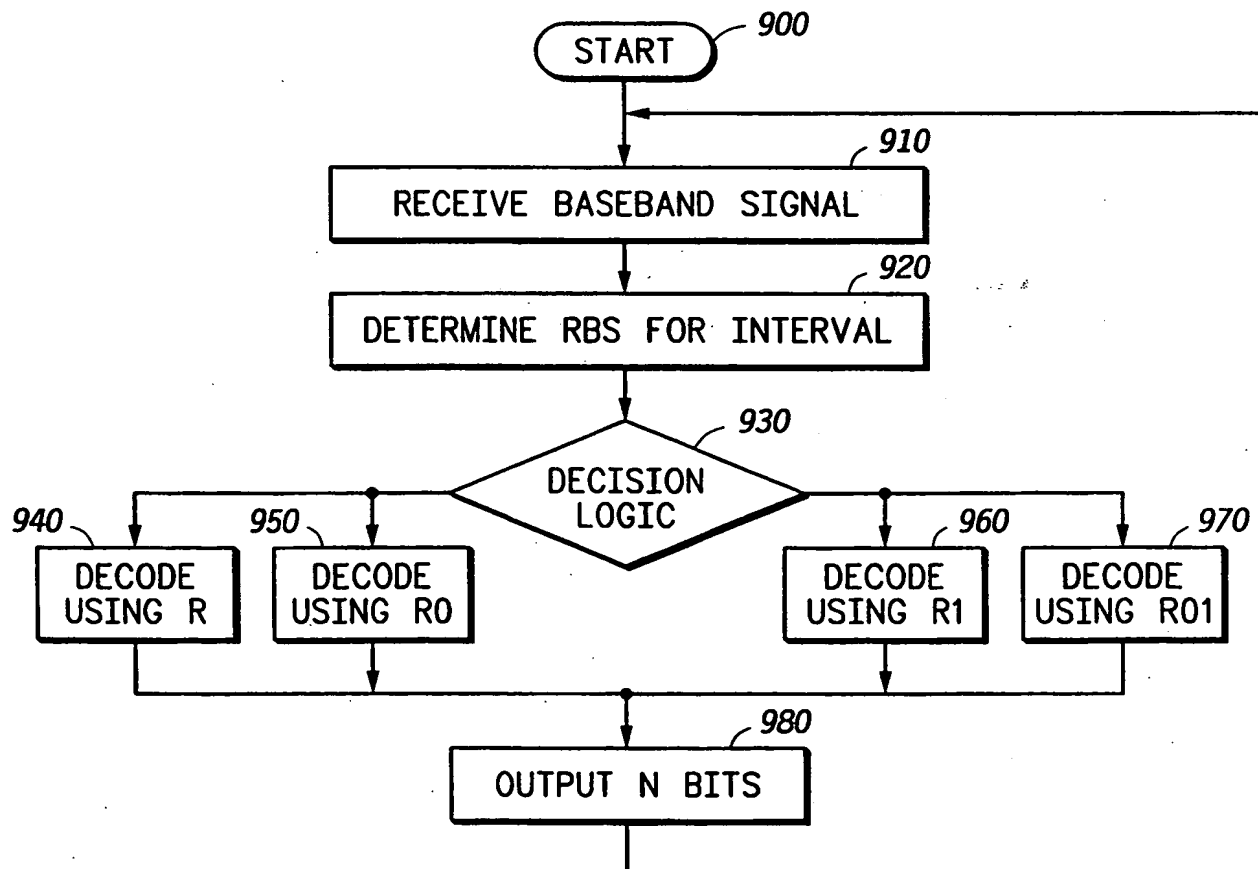 900
START
910
RECEIVE BASEBAND SIGNAL
920
DETERMINE RBS FOR INTERVAL
930
DECISION
LOGIC
940
DECODE
USING R
950
DECODE
USING R0
960
DECODE
USING R1
970
DECODE
USING R01
980
OUTPUT N BITS